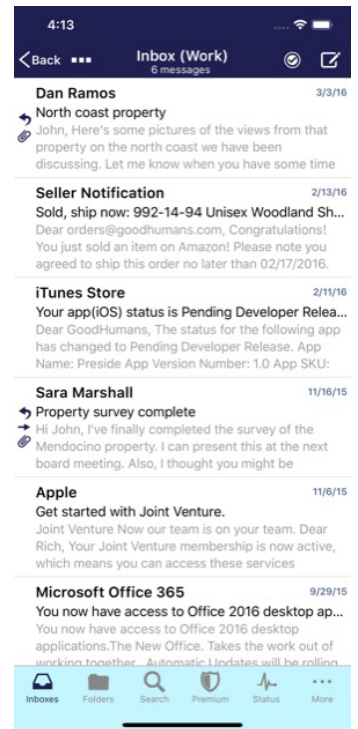 4:13
Back
Inbox (Work)
6 messages
Dan Ramos 3/3/16
North coast property
John, Here's some pictures of the views from that
property on the north coast we have been
discussing. Let me know when you have some time
Seller Notification 2/13/16
Sold, ship now: 992-14-94 Unisex Woodland Sh...
Dear orders@goodhumans.com, Congratulations!
You just sold an item on Amazon! Please note you
agreed to ship this order no later than 02/17/2016.
iTunes Store 2/11/16
Your app(iOS) status is Pending Developer Relea...
Dear GoodHumans, The status for the following app
has changed to Pending Developer Release. App
Name: Preside App Version Number: 1.0 App SKU:
Sara Marshall 11/16/15
Property survey complete
Hi John, I've finally completed the survey of the
Mendocino property. I can present this at the next
board meeting. Also, I thought you might be
Apple 11/6/15
Get started with Joint Venture.
Joint Venture Now our team is on your team. Dear
Rich, Your Joint Venture membership is now active,
which means you can access these services
Microsoft Office 365 9/29/15
You now have access to Office 2016 desktop ap...
You now have access to Office 2016 desktop
applications.The New Office. Takes the work out of
working together. Automatic Updates will be rolling
Inboxes Folders Search Premium Status More